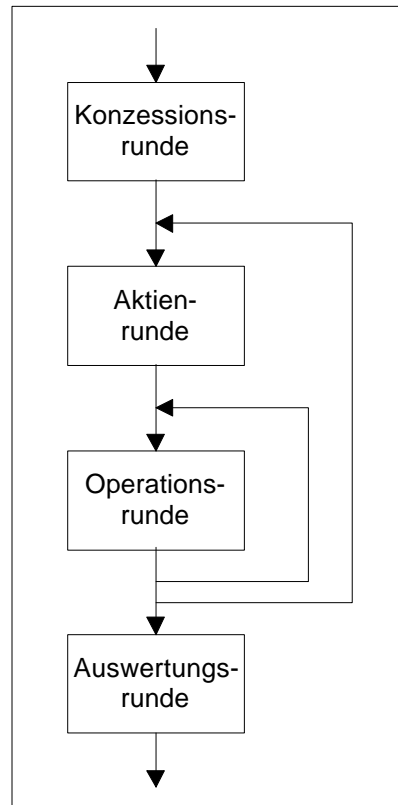 Konzessions-
runde
Aktien-
runde
Operations-
runde
Auswertungs-
runde